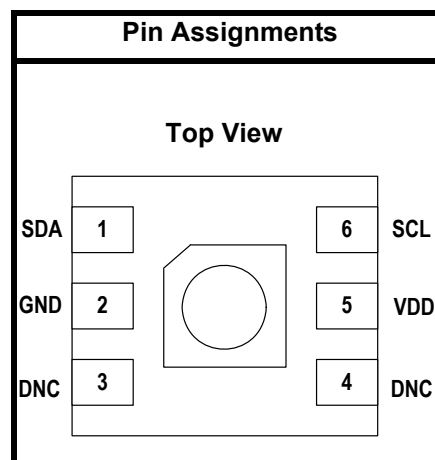 Pin Assignments
Top View
SDA 1 6 SCL
GND 2 5 VDD
DNC 3 4 DNC